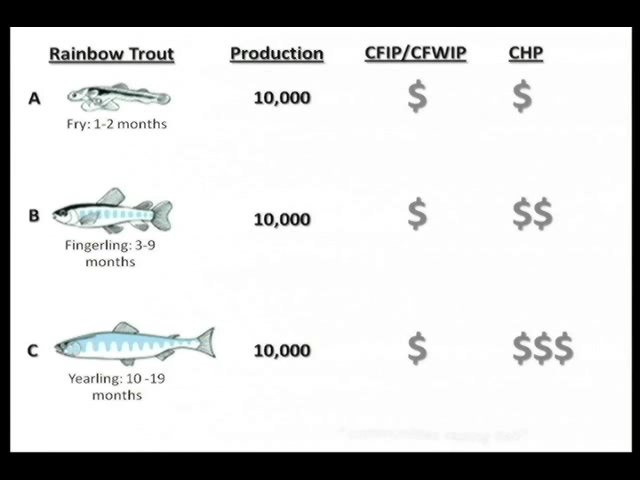 Rainbow Trout Production CFIP/CFWIP CHP
A 10,000 $ $
Fry: 1-2 months
B 10,000 $ $$
Fingerling: 3-9
months
C 10,000 $ $$$
Yearling: 10 -19
months